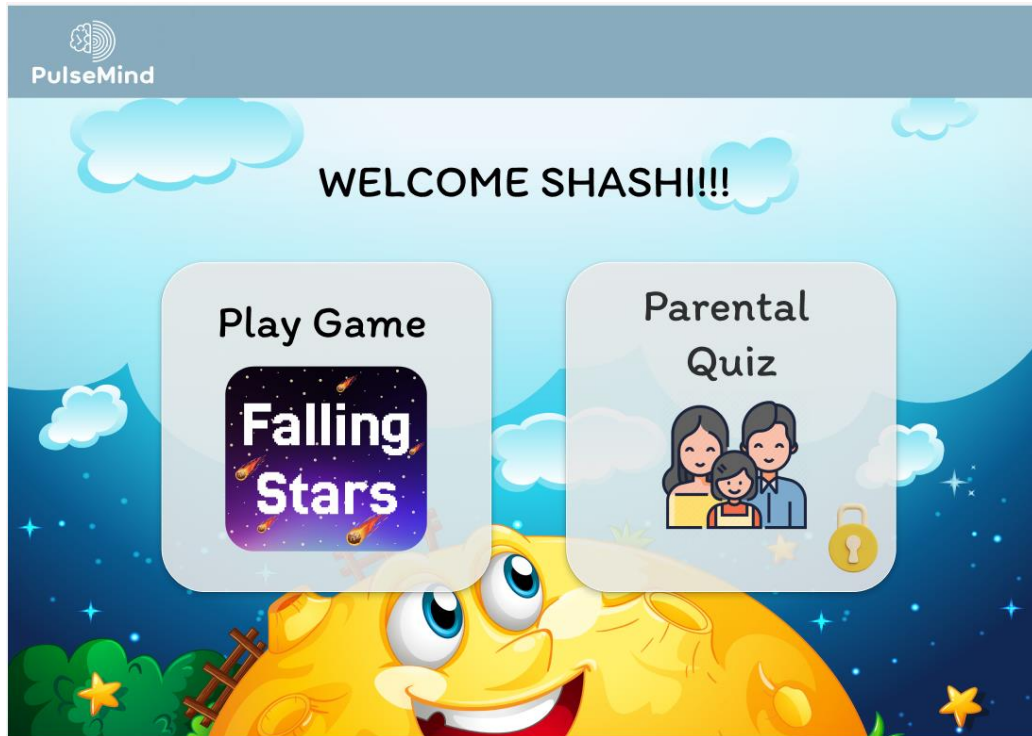 PulseMind
WELCOME SHASHI!!!
Play Game
Falling
Stars
Parental
Quiz